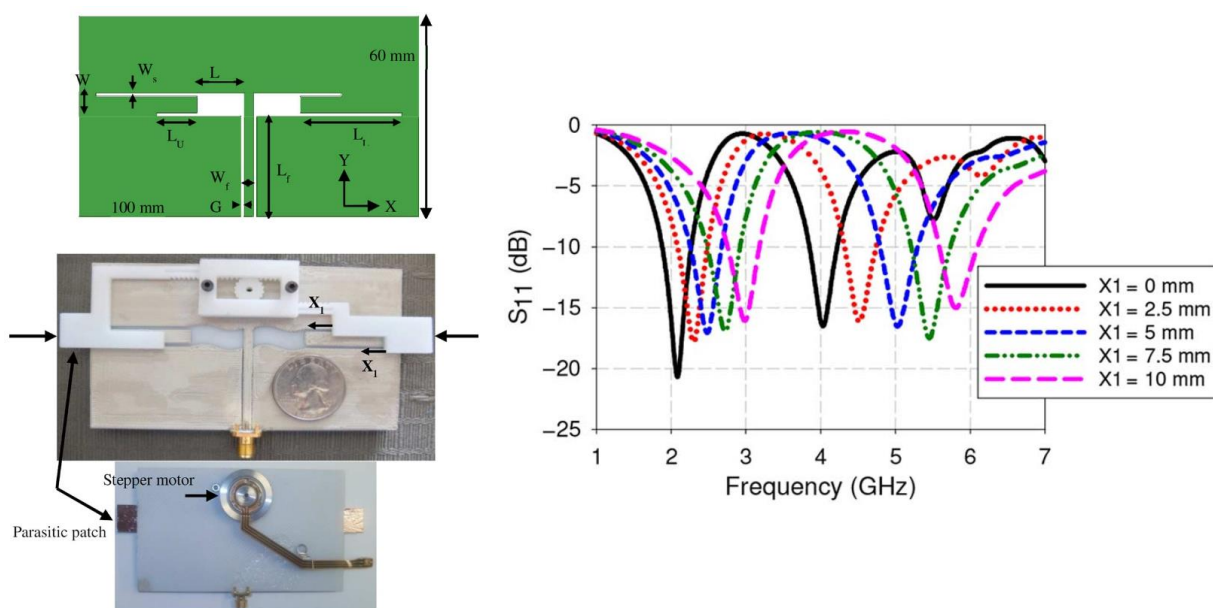 60 mm
W
W_s
L
L_U
L_L
W_f
L_f
Y
X
G
100 mm
X_1
X_1
Stepper motor
Parasitic patch
S_11 (dB)
0
−5
−10
−15
−20
−25
1 2 3 4 5 6 7
Frequency (GHz)
X1 = 0 mm
X1 = 2.5 mm
X1 = 5 mm
X1 = 7.5 mm
X1 = 10 mm